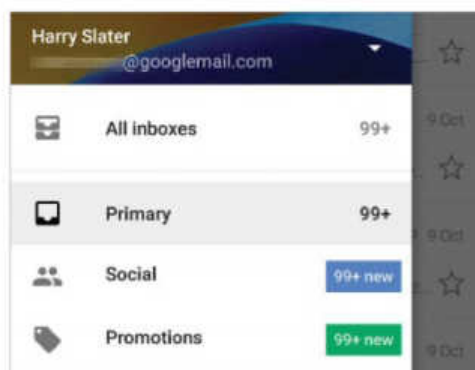 Harry Slater
@googlemail.com
All inboxes 99+
9 Oct
Primary 99+
9 Oct
Social 99+ new
Promotions 99+ new
9 Oct